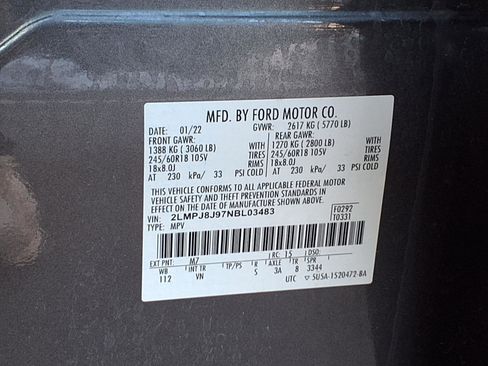 MFD. BY FORD MOTOR CO.
DATE: 01/22 GVWR: 2617 KG ( 5770 LB)
FRONT GAWR: REAR GAWR:
1388 KG ( 3060 LB) WITH 1270 KG ( 2800 LB) WITH
245/60R18 105V TIRES 245/60R18 105V TIRES
18x8.0J RIMS 18x8.0J RIMS
AT 230 kPa/ 33 PSI COLD AT 230 kPa/ 33 PSI COLD
THIS VEHICLE CONFORMS TO ALL APPLICABLE FEDERAL MOTOR
VEHICLE SAFETY AND THEFT PREVENTION STANDARDS IN
EFFECT ON THE DATE OF MANUFACTURE SHOWN ABOVE.
VIN: 2LMPJ8J97NBL03483 F0292
TYPE: MPV T0331
EXT PNT: M7 RC: 15 DSO:
WB INT TR TP/PS R AXLE TR SPR
112 VN S 3A 8 3344
UTC 5U5A-1520472-BA